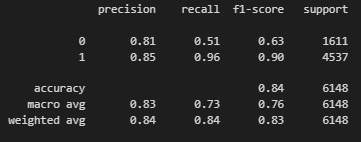 precision recall f1-score support
0 0.81 0.51 0.63 1611
1 0.85 0.96 0.90 4537
accuracy 0.84 6148
macro avg 0.83 0.73 0.76 6148
weighted avg 0.84 0.84 0.83 6148